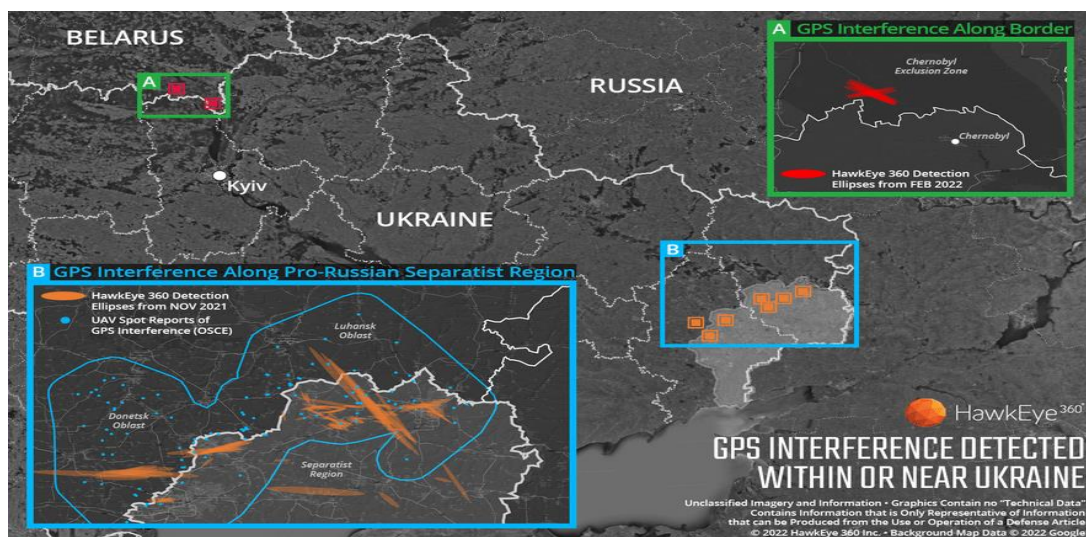 BELARUS
A
Kyiv
UKRAINE
RUSSIA
B
A GPS Interference Along Border
Chernobyl
Exclusion Zone
Chernobyl
HawkEye 360 Detection
Ellipses from FEB 2022
B GPS Interference Along Pro-Russian Separatist Region
HawkEye 360 Detection
Ellipses from NOV 2021
UAV Spot Reports of
GPS Interference (OSCE)
Luhansk
Oblast
Donetsk
Oblast
Separatist
Region
HawkEye 360°
GPS INTERFERENCE DETECTED
WITHIN OR NEAR UKRAINE
Unclassified Imagery and Information • Graphics Contain no "Technical Data"
Contains Information that is Only Representative of Information
that can be Produced from the Use or Operation of a Defense Article
© 2022 HawkEye 360 Inc. • Background Map Data © 2022 Google